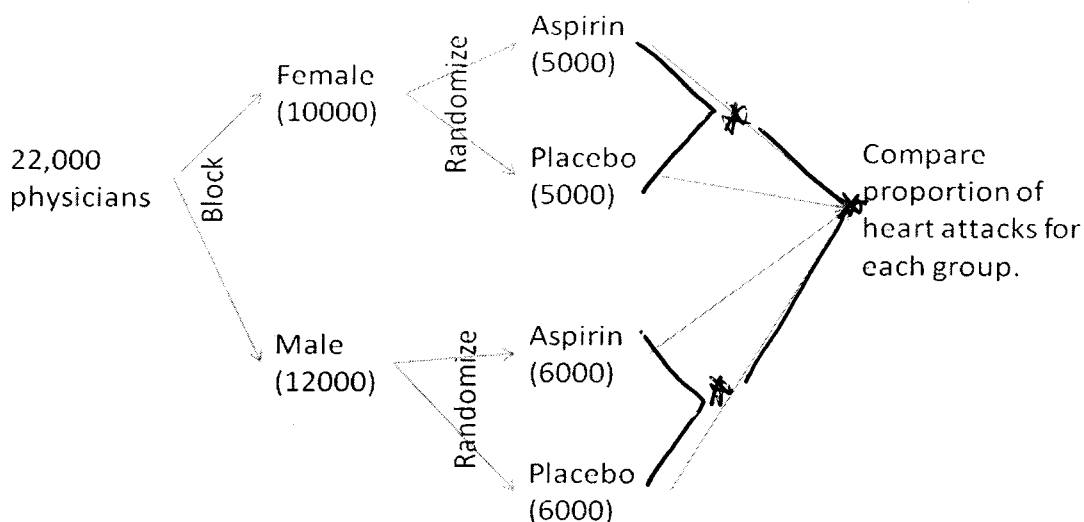 22,000
physicians
Block
Female
(10000)
Randomize
Aspirin
(5000)
Placebo
(5000)
Male
(12000)
Randomize
Aspirin
(6000)
Placebo
(6000)
Compare
proportion of
heart attacks for
each group.